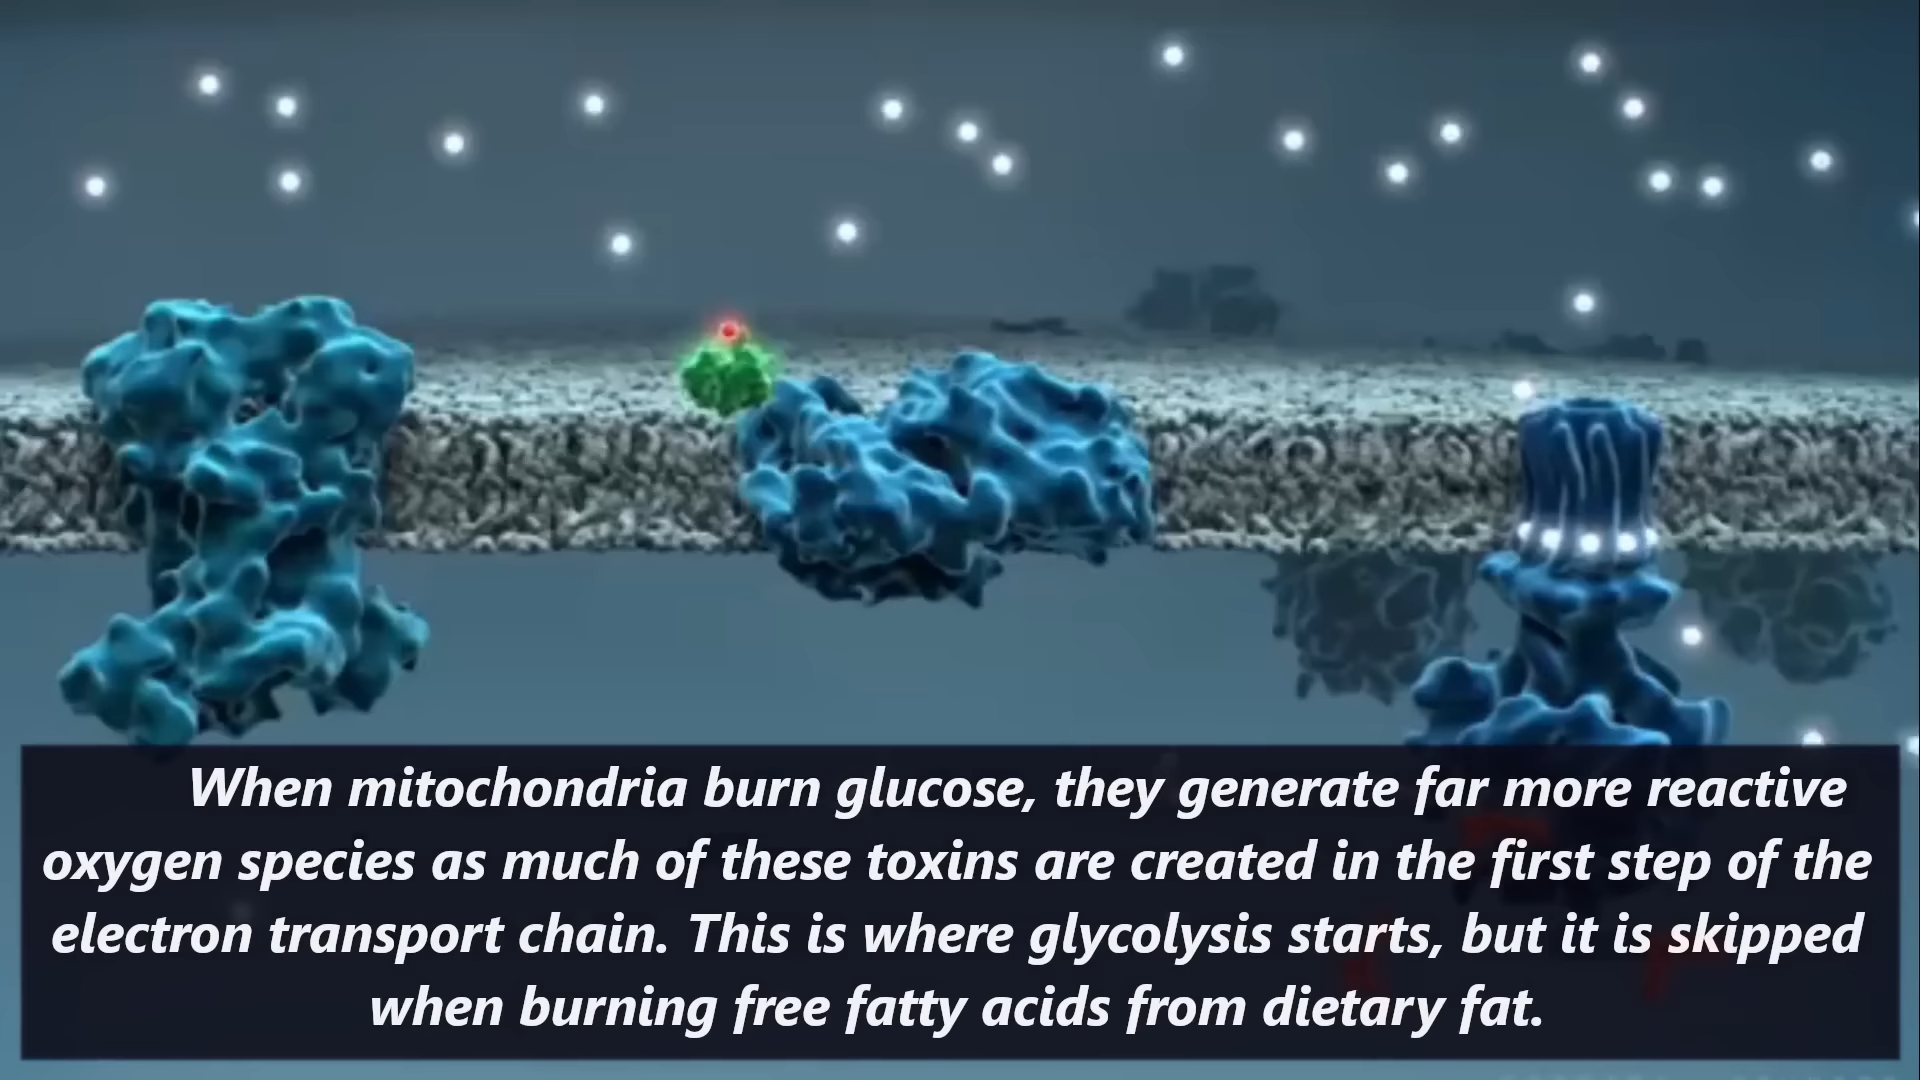 When mitochondria burn glucose, they generate far more reactive
oxygen species as much of these toxins are created in the first step of the
electron transport chain. This is where glycolysis starts, but it is skipped
when burning free fatty acids from dietary fat.